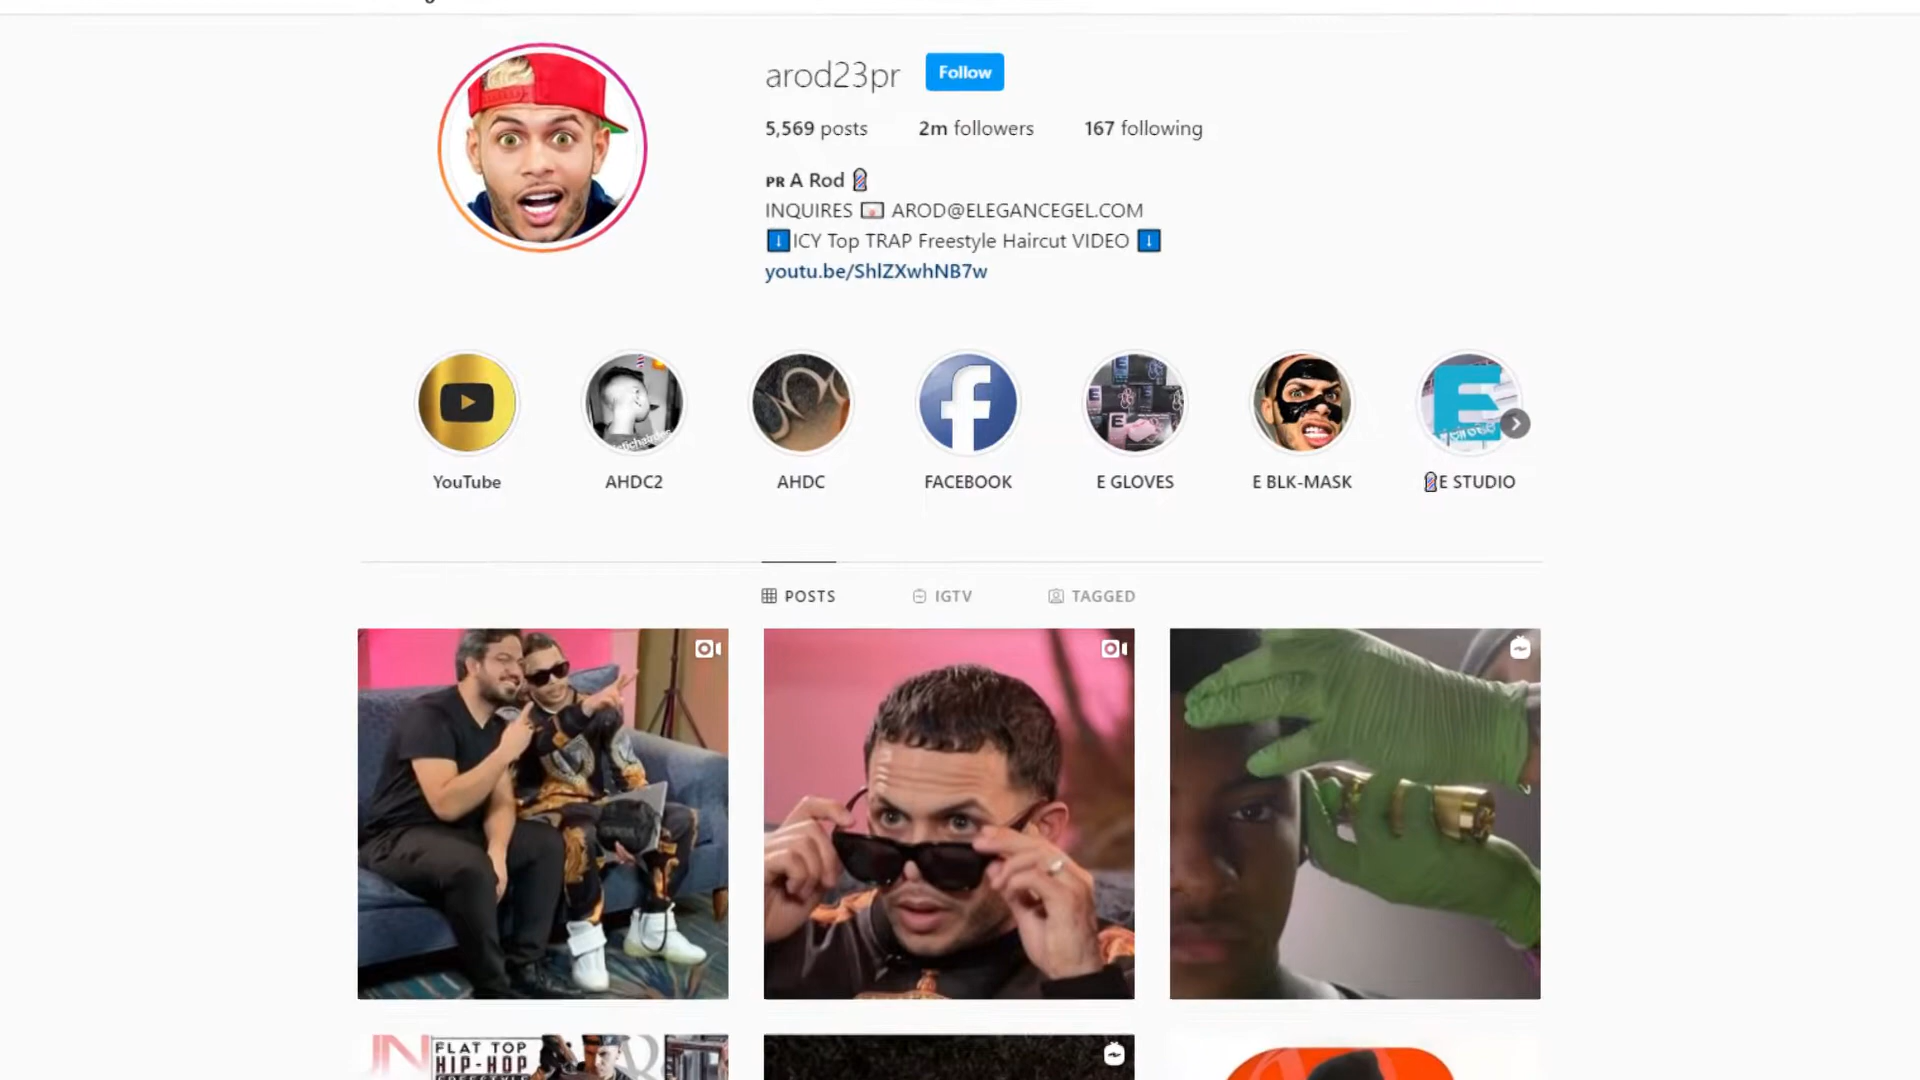 arod23pr Follow
5,569 posts 2m followers 167 following
PR A Rod 💈
INQUIRES 💌 AROD@ELEGANCEGEL.COM
⬇️ICY Top TRAP Freestyle Haircut VIDEO ⬇️
youtu.be/ShlZXwhNB7w
YouTube AHDC2 AHDC FACEBOOK E GLOVES E BLK-MASK 💈E STUDIO
POSTS IGTV TAGGED
FLAT TOP
HIP-HOP